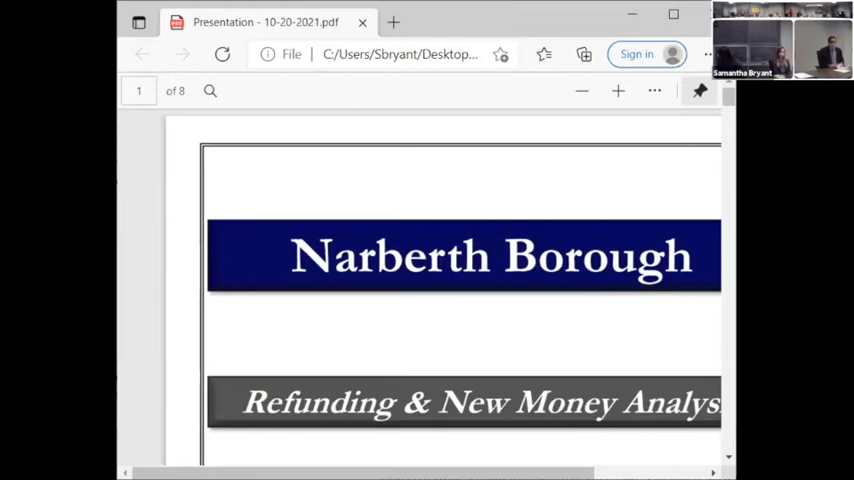 Presentation - 10-20-2021.pdf
File C:/Users/Sbryant/Desktop... Sign in
1 of 8
Samantha Bryant
Narberth Borough
Refunding & New Money Analys